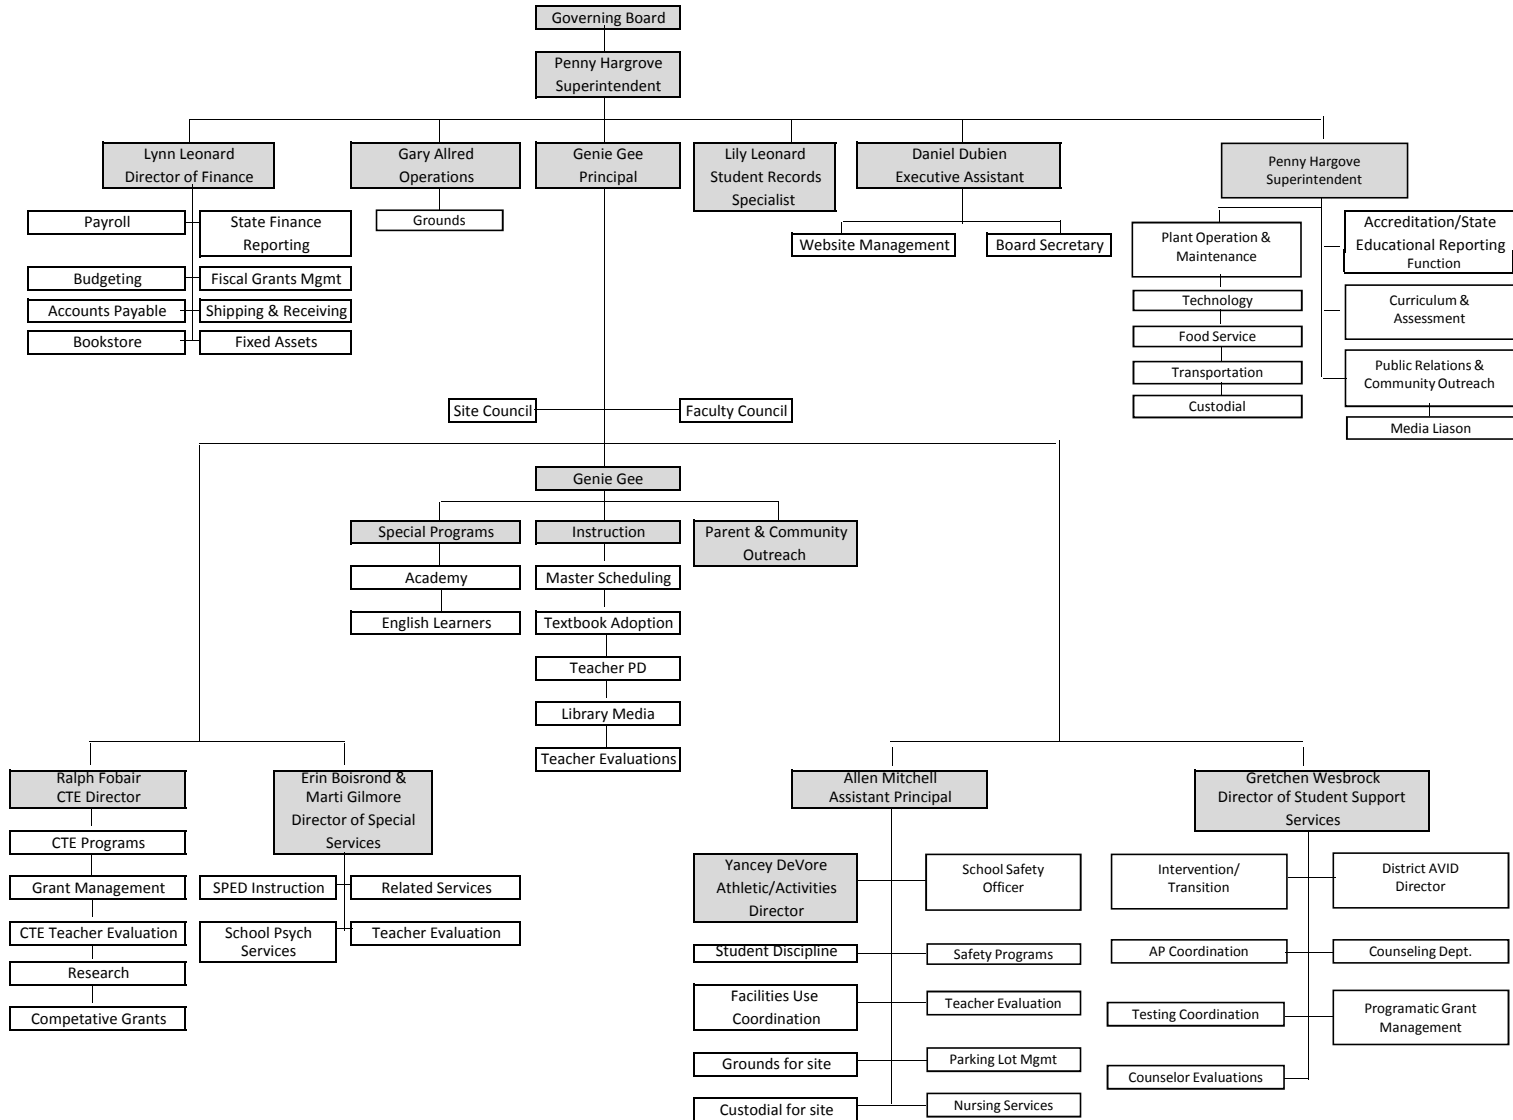 Governing Board
Penny Hargrove
Superintendent
Lynn Leonard
Director of Finance
Gary Allred
Operations
Genie Gee
Principal
Lily Leonard
Student Records
Specialist
Daniel Dubien
Executive Assistant
Penny Hargove
Superintendent
Payroll
State Finance
Reporting
Budgeting
Fiscal Grants Mgmt
Accounts Payable
Shipping & Receiving
Bookstore
Fixed Assets
Grounds
Website Management
Board Secretary
Plant Operation &
Maintenance
Technology
Food Service
Transportation
Custodial
Accreditation/State
Educational Reporting
Function
Curriculum &
Assessment
Public Relations &
Community Outreach
Media Liason
Site Council
Faculty Council
Genie Gee
Special Programs
Academy
English Learners
Instruction
Master Scheduling
Textbook Adoption
Teacher PD
Library Media
Teacher Evaluations
Parent & Community
Outreach
Ralph Fobair
CTE Director
CTE Programs
Grant Management
CTE Teacher Evaluation
Research
Competative Grants
Erin Boisrond &
Marti Gilmore
Director of Special
Services
SPED Instruction
Related Services
School Psych
Services
Teacher Evaluation
Allen Mitchell
Assistant Principal
Yancey DeVore
Athletic/Activities
Director
School Safety
Officer
Student Discipline
Safety Programs
Facilities Use
Coordination
Teacher Evaluation
Grounds for site
Parking Lot Mgmt
Custodial for site
Nursing Services
Gretchen Wesbrock
Director of Student Support
Services
Intervention/
Transition
District AVID
Director
AP Coordination
Counseling Dept.
Testing Coordination
Programatic Grant
Management
Counselor Evaluations